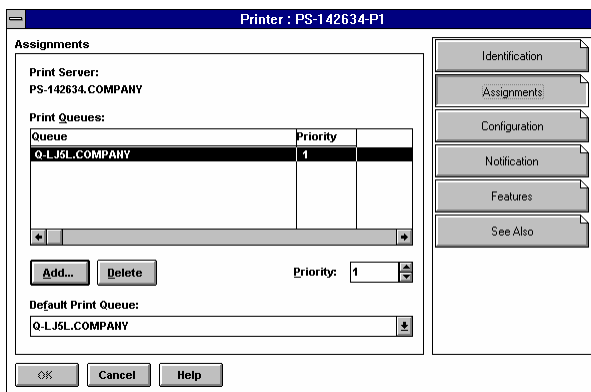 Printer : PS-142634-P1
Assignments
Print Server:
PS-142634.COMPANY
Print Queues:
Queue Priority
Q-LJ5L.COMPANY 1
Add... Delete Priority: 1
Default Print Queue:
Q-LJ5L.COMPANY
OK Cancel Help
Identification
Assignments
Configuration
Notification
Features
See Also